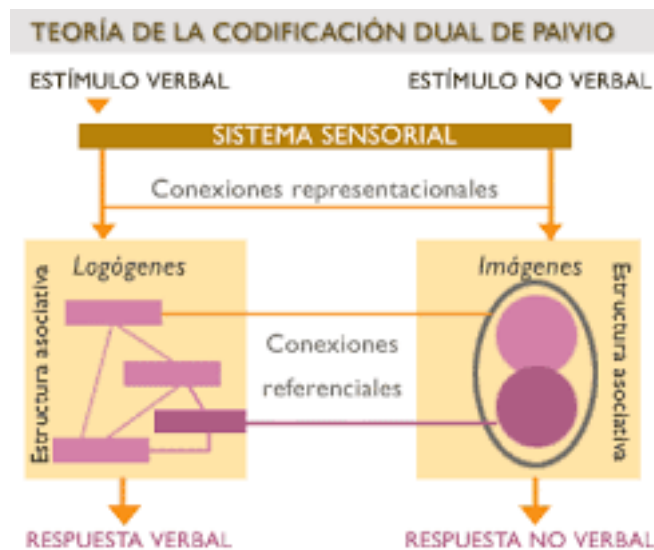 TEORÍA DE LA CODIFICACIÓN DUAL DE PAIVIO
ESTÍMULO VERBAL
ESTÍMULO NO VERBAL
SISTEMA SENSORIAL
Conexiones representacionales
Logógenes
Imágenes
Estructura asociativa
Estructura asociativa
Conexiones
referenciales
RESPUESTA VERBAL
RESPUESTA NO VERBAL